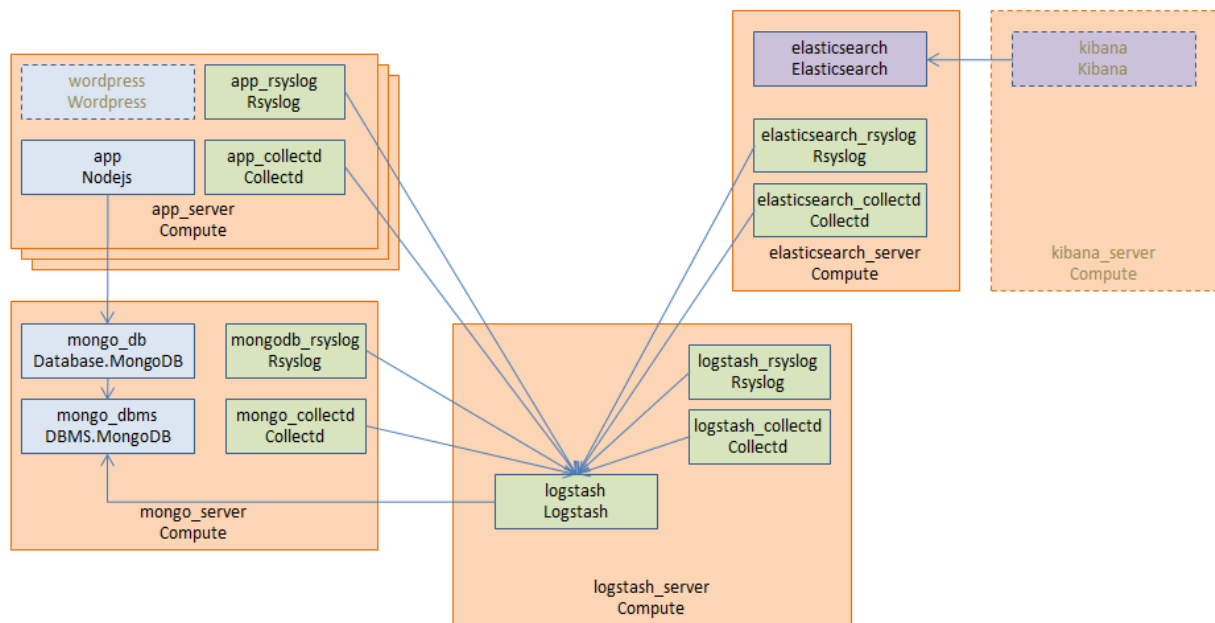 wordpress
Wordpress
app_rsyslog
Rsyslog
app
Nodejs
app_collectd
Collectd
app_server
Compute
elasticsearch
Elasticsearch
elasticsearch_rsyslog
Rsyslog
elasticsearch_collectd
Collectd
elasticsearch_server
Compute
kibana
Kibana
kibana_server
Compute
mongo_db
Database.MongoDB
mongodb_rsyslog
Rsyslog
mongo_dbms
DBMS.MongoDB
mongo_collectd
Collectd
mongo_server
Compute
logstash_rsyslog
Rsyslog
logstash_collectd
Collectd
logstash
Logstash
logstash_server
Compute